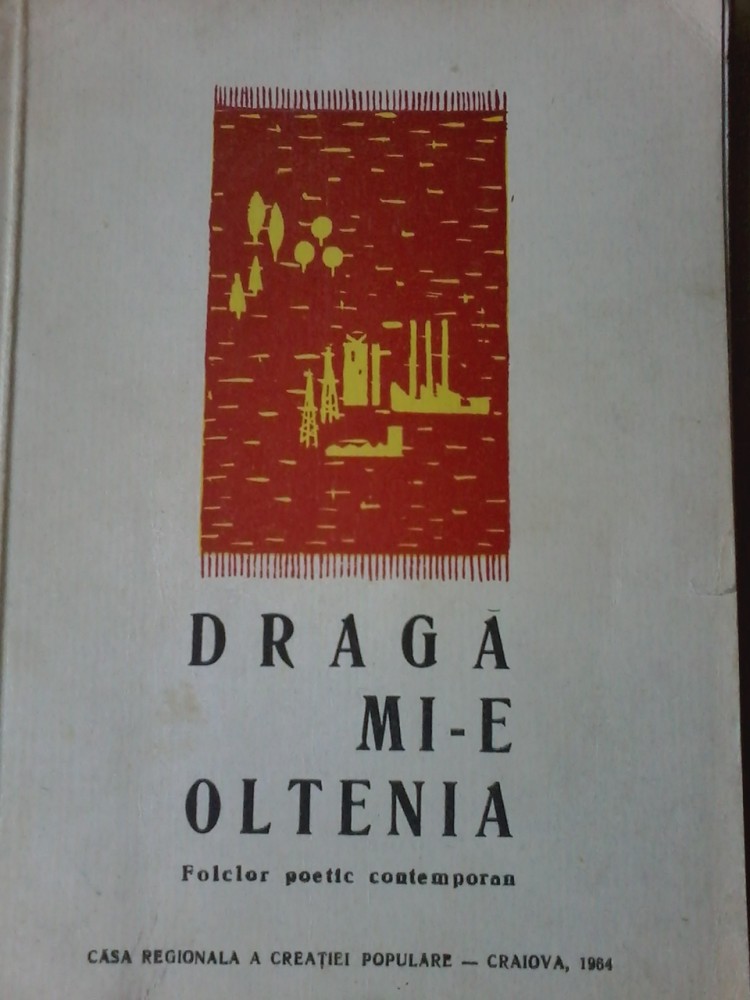 DRAGĂ
MI-E
OLTENIA
Folclor poetic contemporan
CASA REGIONALA A CREAȚIEI POPULARE — CRAIOVA, 1964